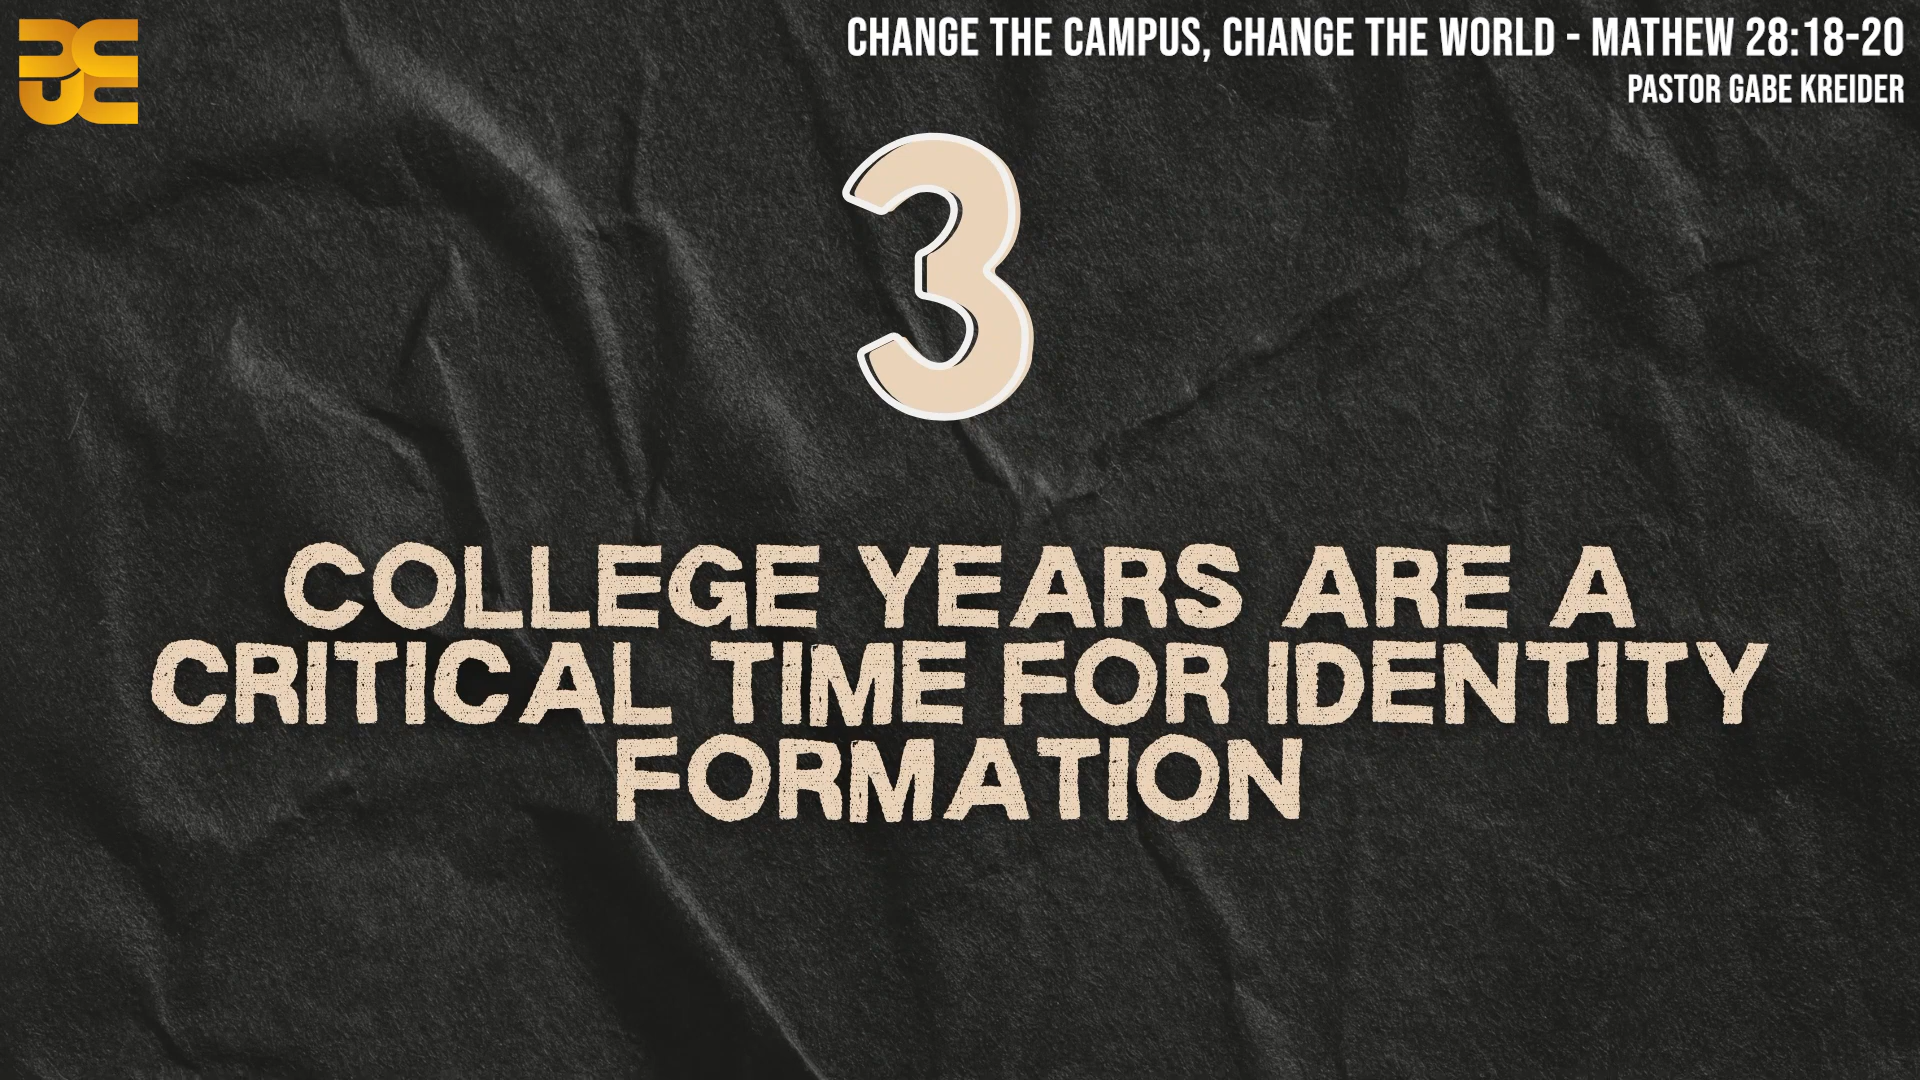 CHANGE THE CAMPUS, CHANGE THE WORLD - MATHEW 28:18-20
PASTOR GABE KREIDER
3
COLLEGE YEARS ARE A
CRITICAL TIME FOR IDENTITY
FORMATION